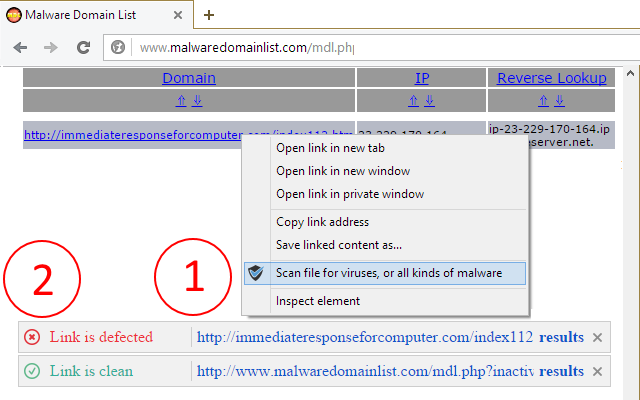 Malware Domain List
www.malwaredomainlist.com/mdl.php
Domain IP Reverse Lookup
⇑ ⇓ ⇑ ⇓ ⇑ ⇓
http://immediateresponseforcomputer.com/index112.htm 23-229-170-164 ip-23-229-170-164.ip
eserver.net.
Open link in new tab
Open link in new window
Open link in private window
Copy link address
Save linked content as...
Scan file for viruses, or all kinds of malware
Inspect element
2
1
Link is defected http://immediateresponseforcomputer.com/index112 results
Link is clean http://www.malwaredomainlist.com/mdl.php?inactiv results